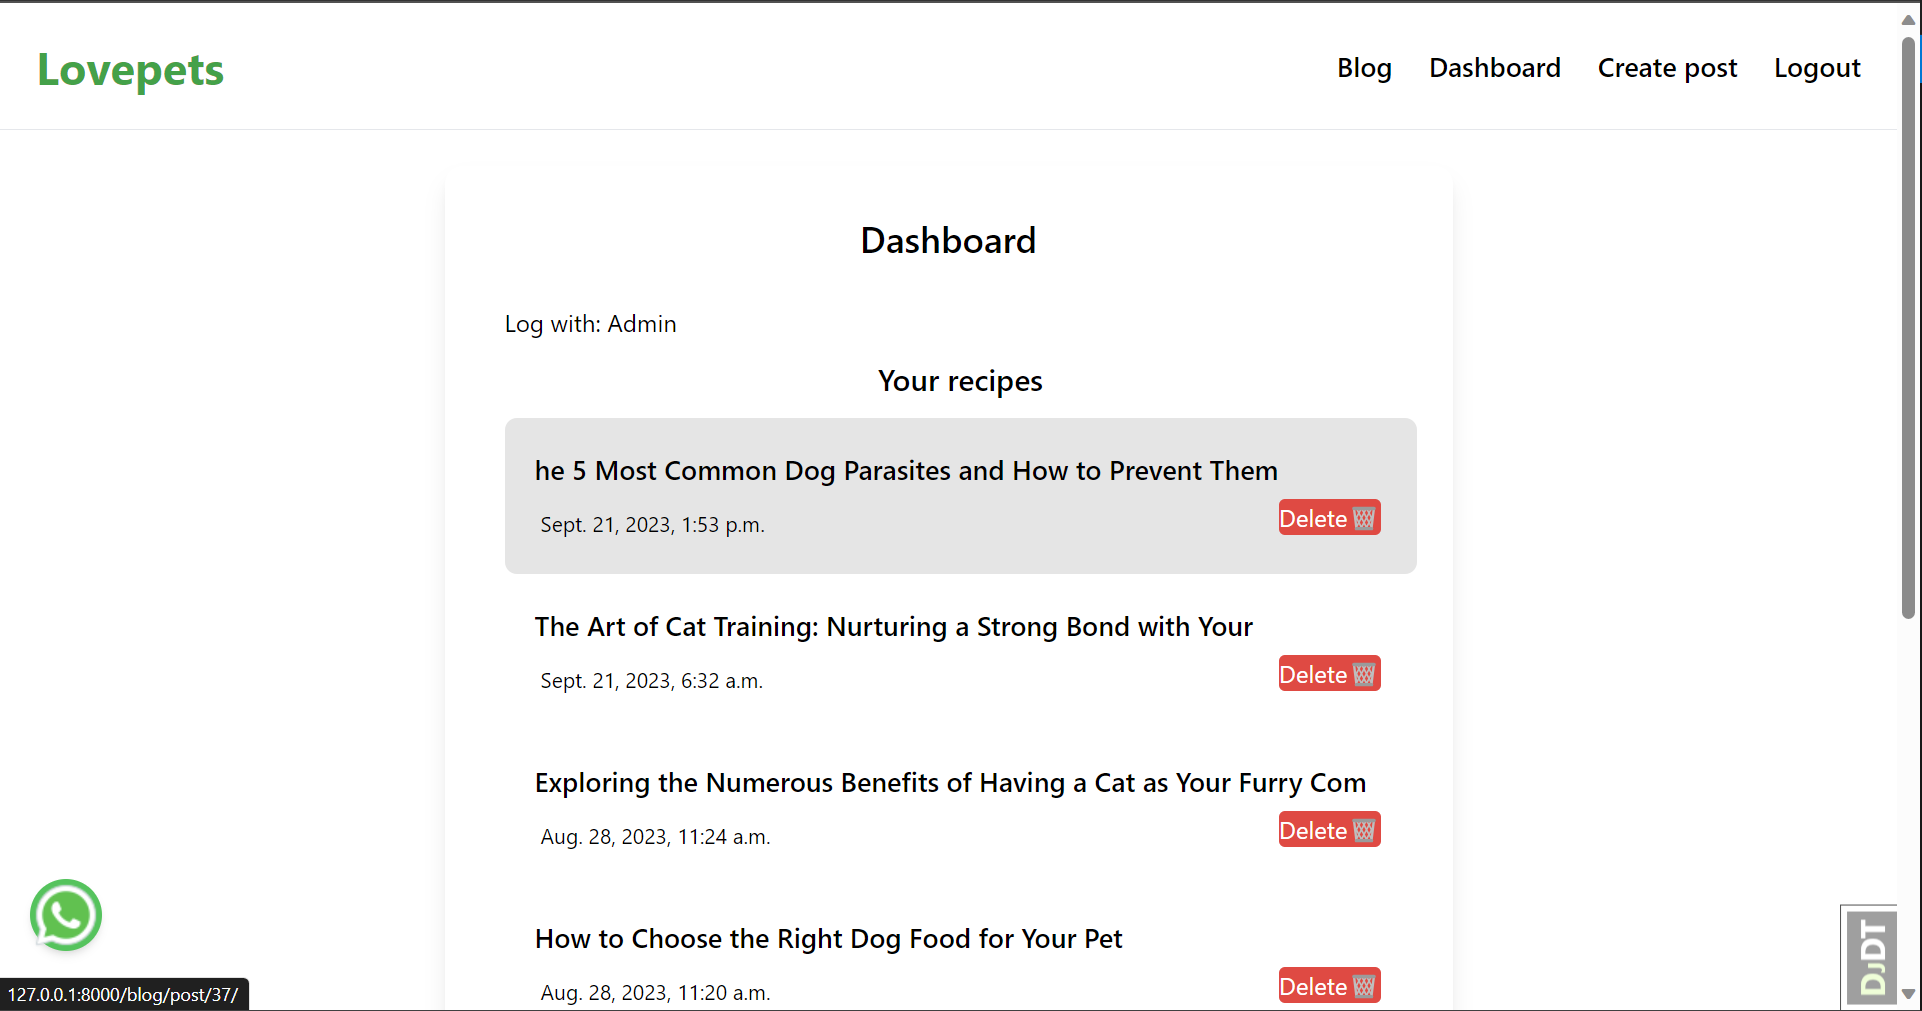 Lovepets
Blog Dashboard Create post Logout
Dashboard
Log with: Admin
Your recipes
he 5 Most Common Dog Parasites and How to Prevent Them
Sept. 21, 2023, 1:53 p.m.
Delete
The Art of Cat Training: Nurturing a Strong Bond with Your
Sept. 21, 2023, 6:32 a.m.
Delete
Exploring the Numerous Benefits of Having a Cat as Your Furry Com
Aug. 28, 2023, 11:24 a.m.
Delete
How to Choose the Right Dog Food for Your Pet
Aug. 28, 2023, 11:20 a.m.
Delete
DjDT
127.0.0.1:8000/blog/post/37/